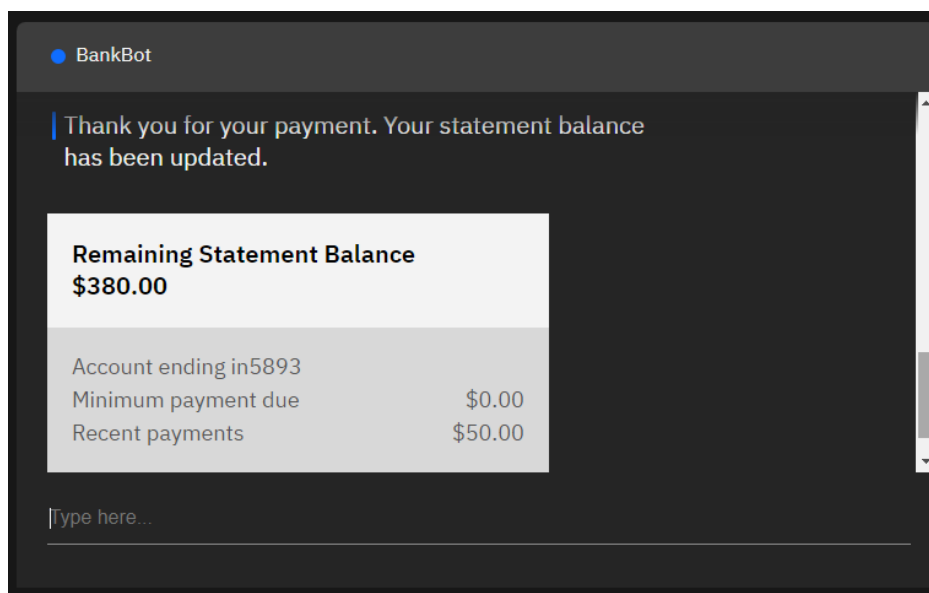 BankBot
Thank you for your payment. Your statement balance
has been updated.
Remaining Statement Balance
$380.00
Account ending in5893
Minimum payment due $0.00
Recent payments $50.00
Type here...